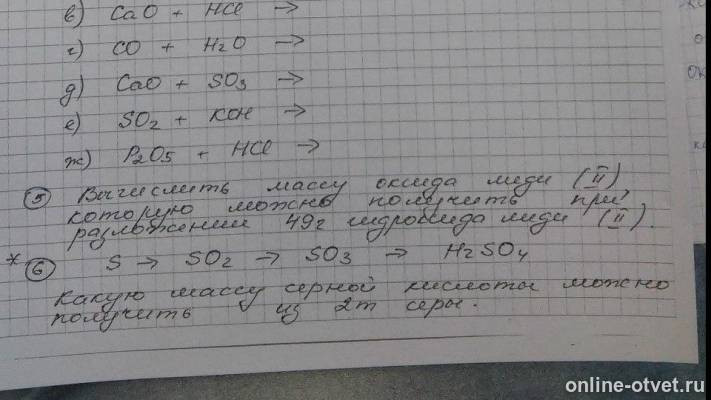 в) CaO + HCl →
г) CO + H2O →
д) CaO + SO3 →
е) SO2 + KOH →
ж) P2O5 + HCl →
5 Вычислить массу оксида меди (II)
которую можно получить при
разложении 49г гидроксида меди (II).
* 6 S → SO2 → SO3 → H2SO4
Какую массу серной кислоты можно
получить из 2т серы.
online-otvet.ru